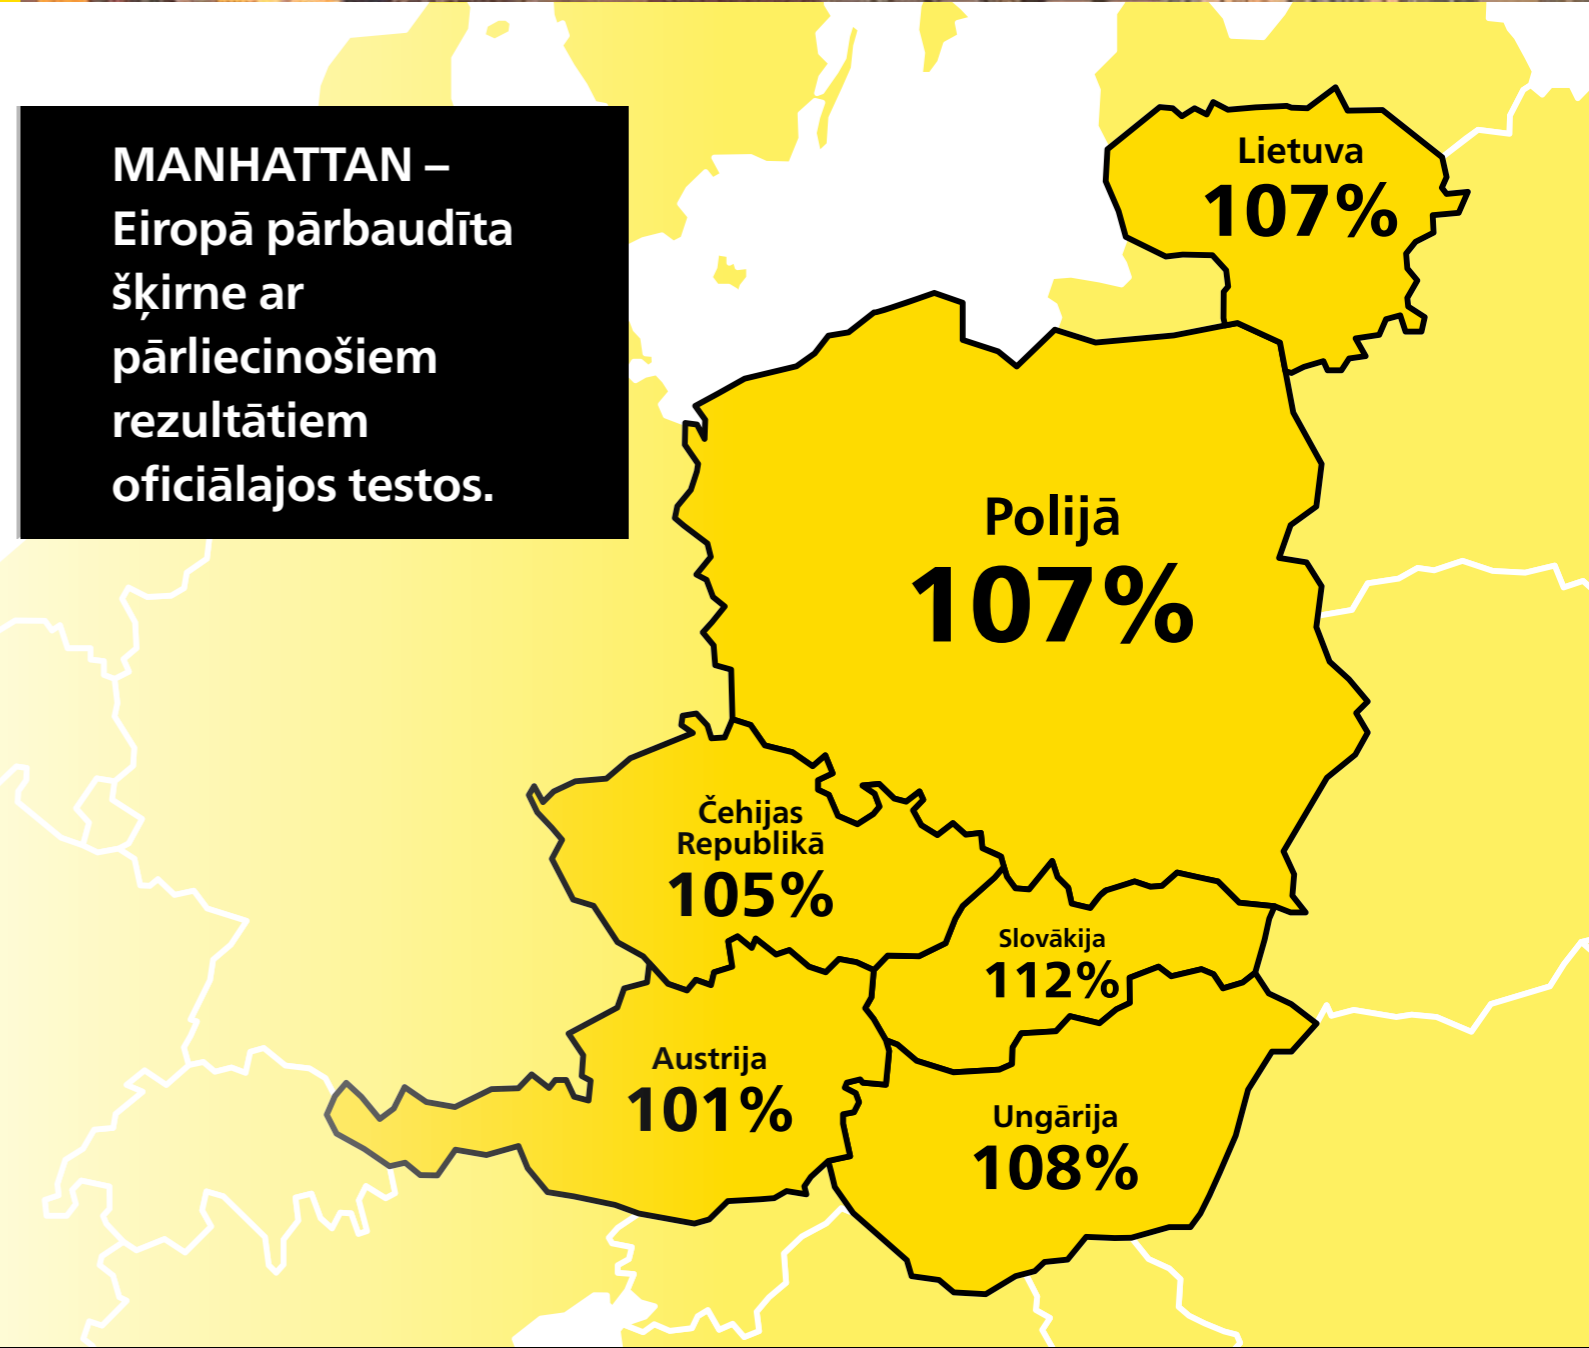 MANHATTAN –
Eiropā pārbaudīta
šķirne ar
pārliecinošiem
rezultātiem
oficiālajos testos.
Lietuva
107%
Polijā
107%
Čehijas
Republikā
105%
Slovākija
112%
Austrija
101%
Ungārija
108%